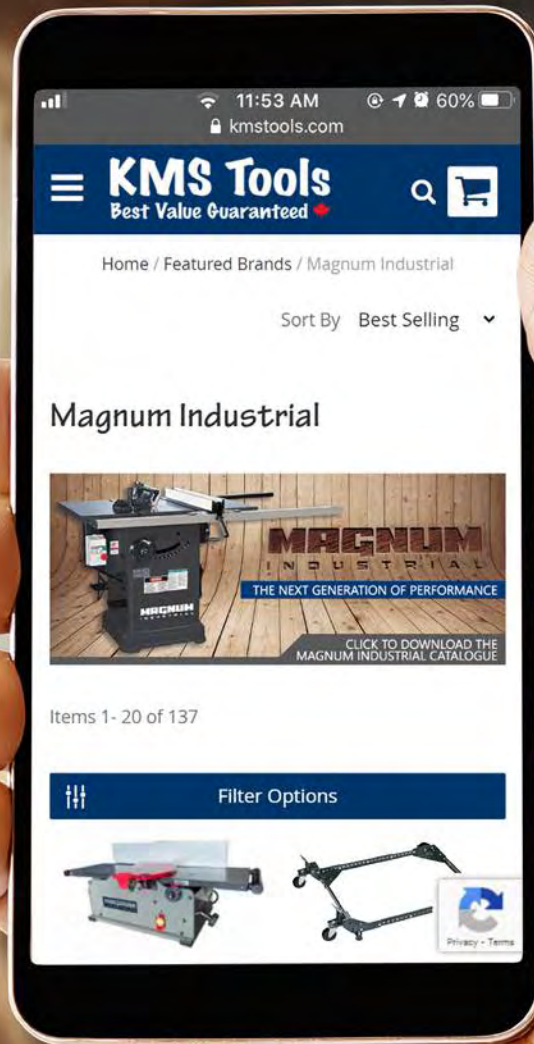 11:53 AM
60%
kmstools.com
KMS Tools
Best Value Guaranteed
Home / Featured Brands / Magnum Industrial
Sort By Best Selling
Magnum Industrial
MAGNUM
INDUSTRIAL
THE NEXT GENERATION OF PERFORMANCE
MAGNUM
INDUSTRIAL
CLICK TO DOWNLOAD THE
MAGNUM INDUSTRIAL CATALOGUE
Items 1- 20 of 137
Filter Options
Privacy - Terms